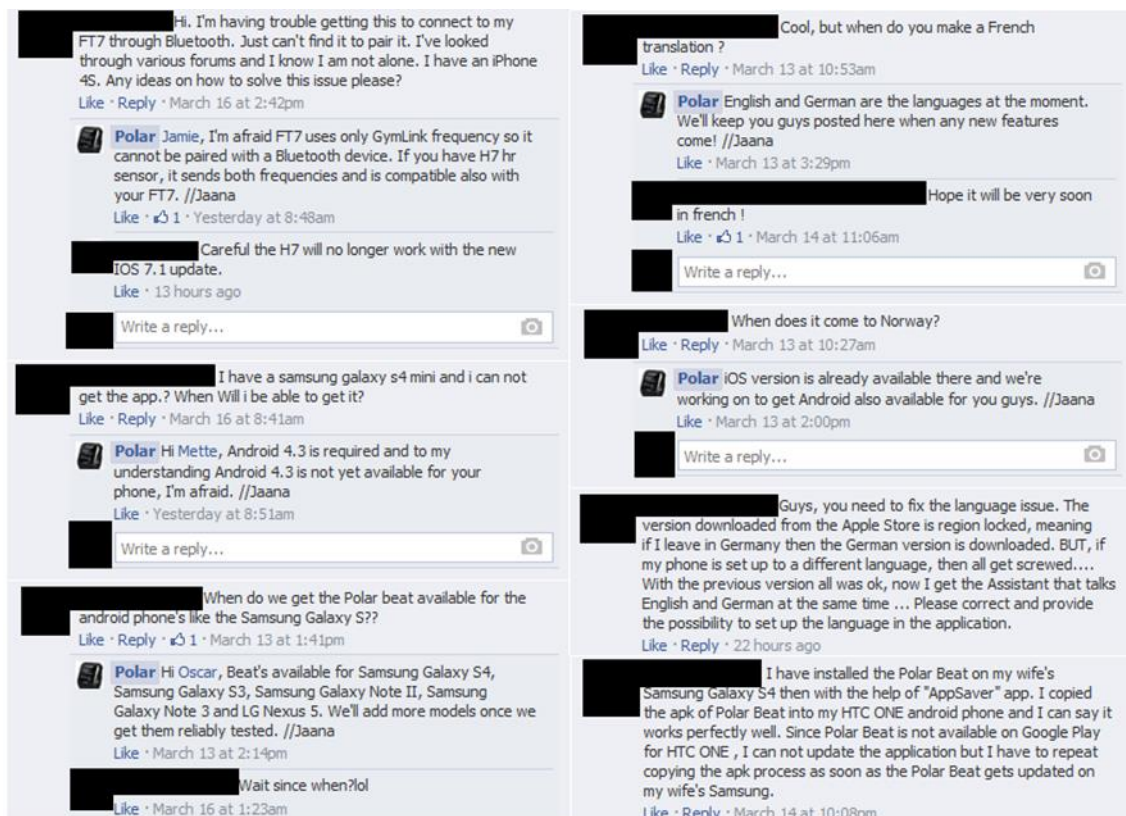 Hi. I'm having trouble getting this to connect to my
FT7 through Bluetooth. Just can't find it to pair it. I've looked
through various forums and I know I am not alone. I have an iPhone
4S. Any ideas on how to solve this issue please?
Like · Reply · March 16 at 2:42pm
Polar Jamie, I'm afraid FT7 uses only GymLink frequency so it
cannot be paired with a Bluetooth device. If you have H7 hr
sensor, it sends both frequencies and is compatible also with
your FT7. //Jaana
Like · 1 · Yesterday at 8:48am
Careful the H7 will no longer work with the new
IOS 7.1 update.
Like · 13 hours ago
Write a reply...
I have a samsung galaxy s4 mini and i can not
get the app.? When Will i be able to get it?
Like · Reply · March 16 at 8:41am
Polar Hi Mette, Android 4.3 is required and to my
understanding Android 4.3 is not yet available for your
phone, I'm afraid. //Jaana
Like · Yesterday at 8:51am
Write a reply...
When do we get the Polar beat available for the
android phone's like the Samsung Galaxy S??
Like · Reply · 1 · March 13 at 1:41pm
Polar Hi Oscar, Beat's available for Samsung Galaxy S4,
Samsung Galaxy S3, Samsung Galaxy Note II, Samsung
Galaxy Note 3 and LG Nexus 5. We'll add more models once we
get them reliably tested. //Jaana
Like · March 13 at 2:14pm
Wait since when?lol
Like · March 16 at 1:23am
Cool, but when do you make a French
translation ?
Like · Reply · March 13 at 10:53am
Polar English and German are the languages at the moment.
We'll keep you guys posted here when any new features
come! //Jaana
Like · March 13 at 3:29pm
Hope it will be very soon
in french !
Like · 1 · March 14 at 11:06am
Write a reply...
When does it come to Norway?
Like · Reply · March 13 at 10:27am
Polar iOS version is already available there and we're
working on to get Android also available for you guys. //Jaana
Like · March 13 at 2:00pm
Write a reply...
Guys, you need to fix the language issue. The
version downloaded from the Apple Store is region locked, meaning
if I leave in Germany then the German version is downloaded. BUT, if
my phone is set up to a different language, then all get screwed....
With the previous version all was ok, now I get the Assistant that talks
English and German at the same time ... Please correct and provide
the possibility to set up the language in the application.
Like · Reply · 22 hours ago
I have installed the Polar Beat on my wife's
Samsung Galaxy S4 then with the help of "AppSaver" app. I copied
the apk of Polar Beat into my HTC ONE android phone and I can say it
works perfectly well. Since Polar Beat is not available on Google Play
for HTC ONE , I can not update the application but I have to repeat
copying the apk process as soon as the Polar Beat gets updated on
my wife's Samsung.
Like · Reply · March 14 at 10:08pm